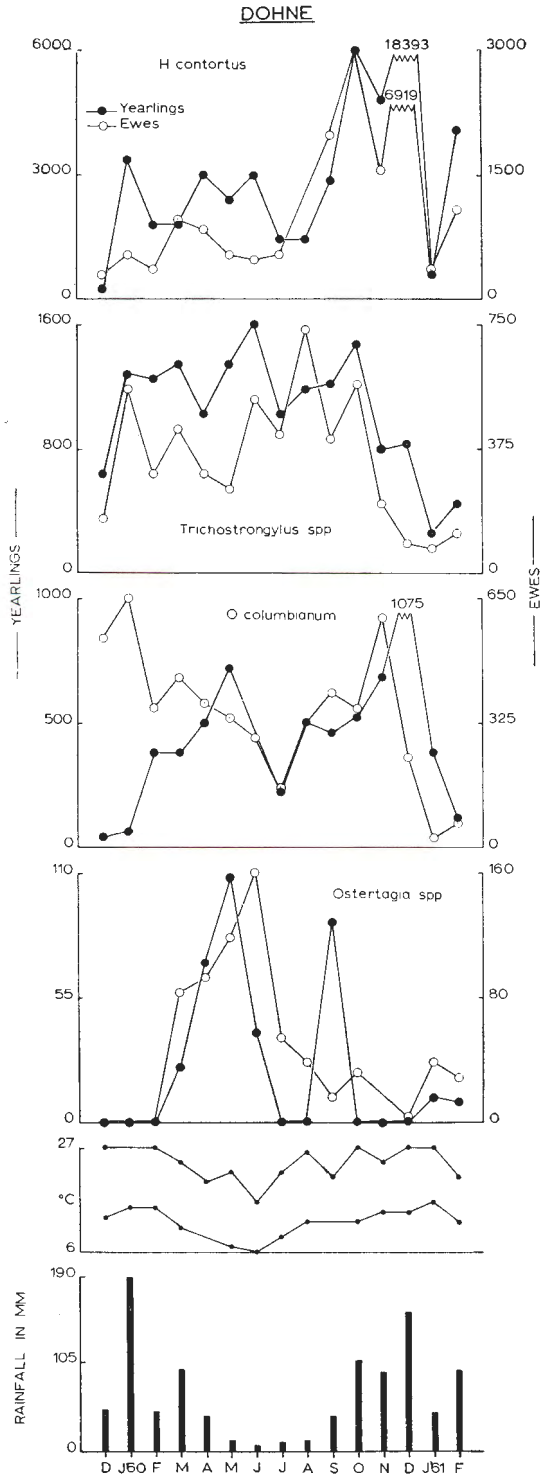 DOHNE
6000
3000
18393
H contortus
6919
Yearlings
Ewes
3000
1500
0
0
1600
750
800
375
Trichostrongylus spp
0
0
YEARLINGS
EWES
1000
650
1075
O columbianum
500
325
0
0
110
160
Ostertagia spp
55
80
0
0
27
°C
6
190
RAINFALL IN MM
105
0
D J'60 F M A M J J A S O N D J'61 F